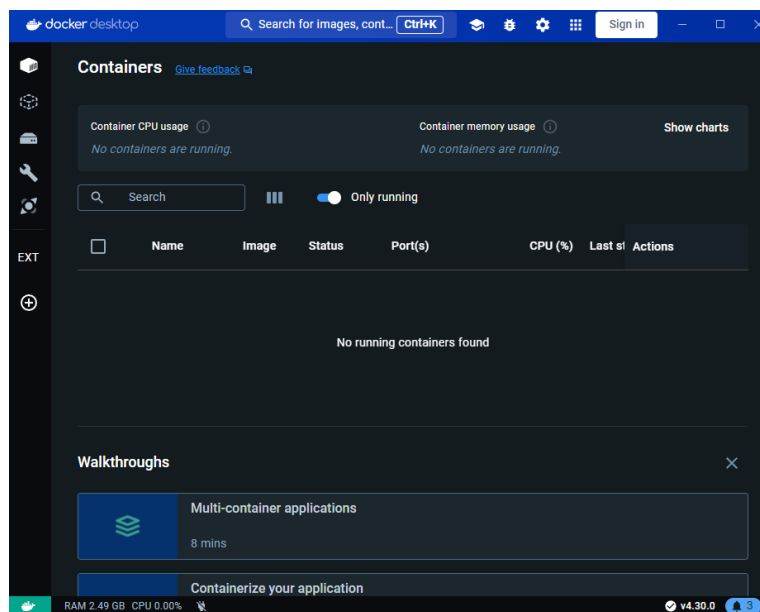 docker desktop Search for images, cont... Ctrl+K Sign in
Containers Give feedback
Container CPU usage Container memory usage Show charts
No containers are running. No containers are running.
Search Only running
Name Image Status Port(s) CPU (%) Last st Actions
EXT
No running containers found
Walkthroughs
Multi-container applications
8 mins
Containerize your application
RAM 2.49 GB CPU 0.00% v4.30.0 3